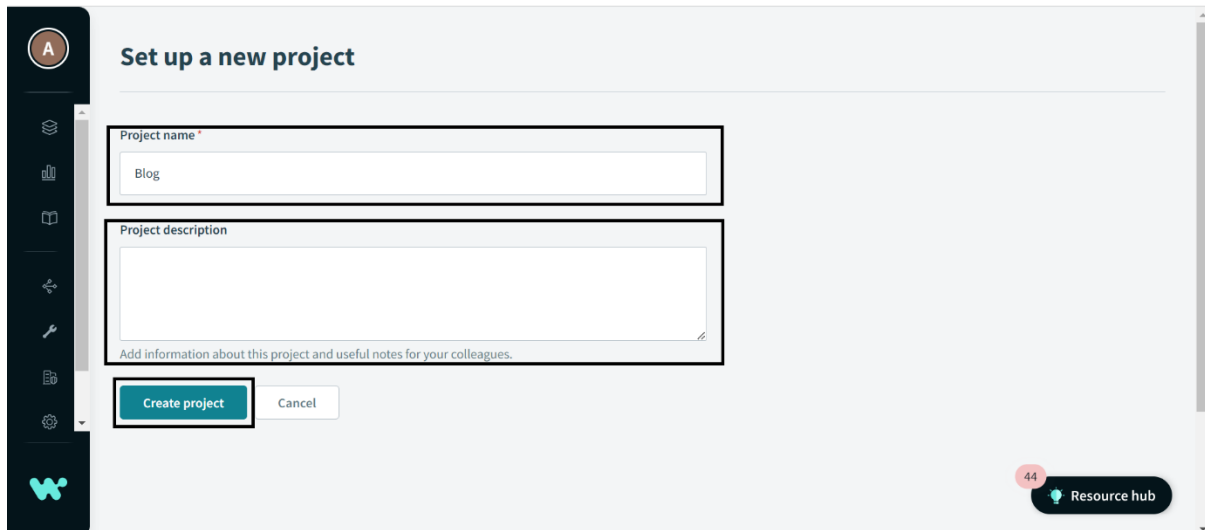 A
Set up a new project
Project name *
Blog
Project description
Add information about this project and useful notes for your colleagues.
Create project
Cancel
44
Resource hub